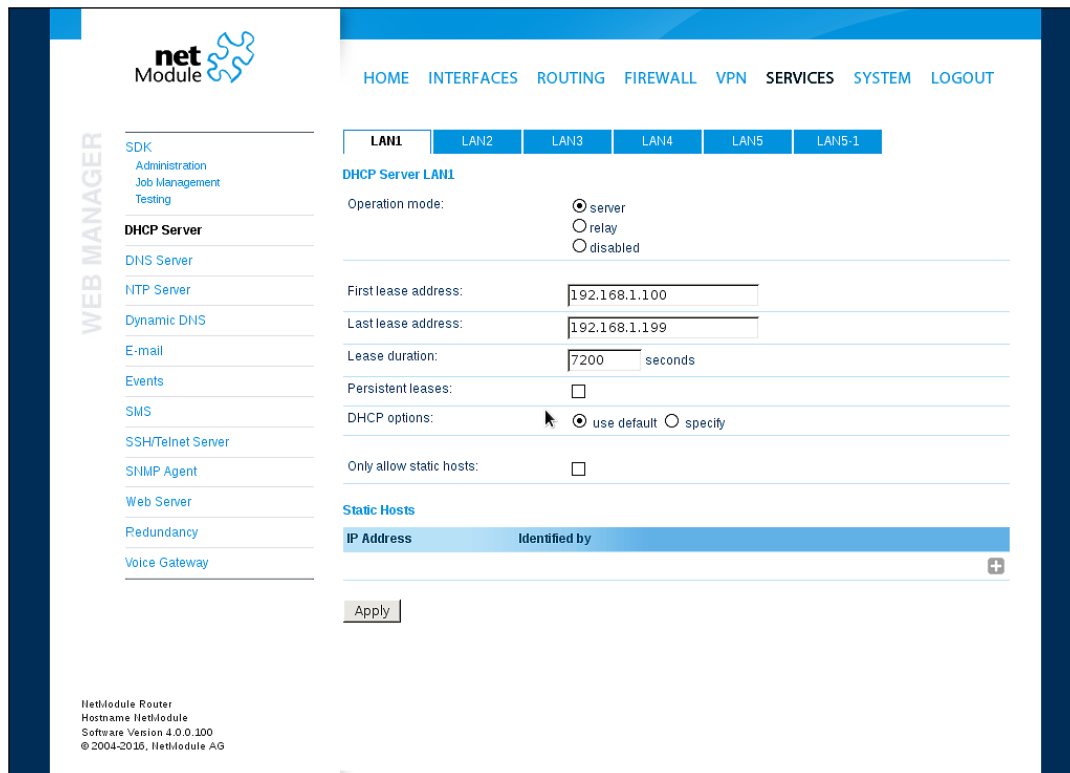 net
Module
HOME INTERFACES ROUTING FIREWALL VPN SERVICES SYSTEM LOGOUT
WEB MANAGER
SDK
Administration
Job Management
Testing
DHCP Server
DNS Server
NTP Server
Dynamic DNS
E-mail
Events
SMS
SSH/Telnet Server
SNMP Agent
Web Server
Redundancy
Voice Gateway
LAN1 LAN2 LAN3 LAN4 LAN5 LAN5-1
DHCP Server LAN1
Operation mode: server
relay
disabled
First lease address: 192.168.1.100
Last lease address: 192.168.1.199
Lease duration: 7200 seconds
Persistent leases:
DHCP options: use default specify
Only allow static hosts:
Static Hosts
IP Address Identified by
Apply
NetModule Router
Hostname NetModule
Software Version 4.0.0.100
© 2004-2016, NetModule AG